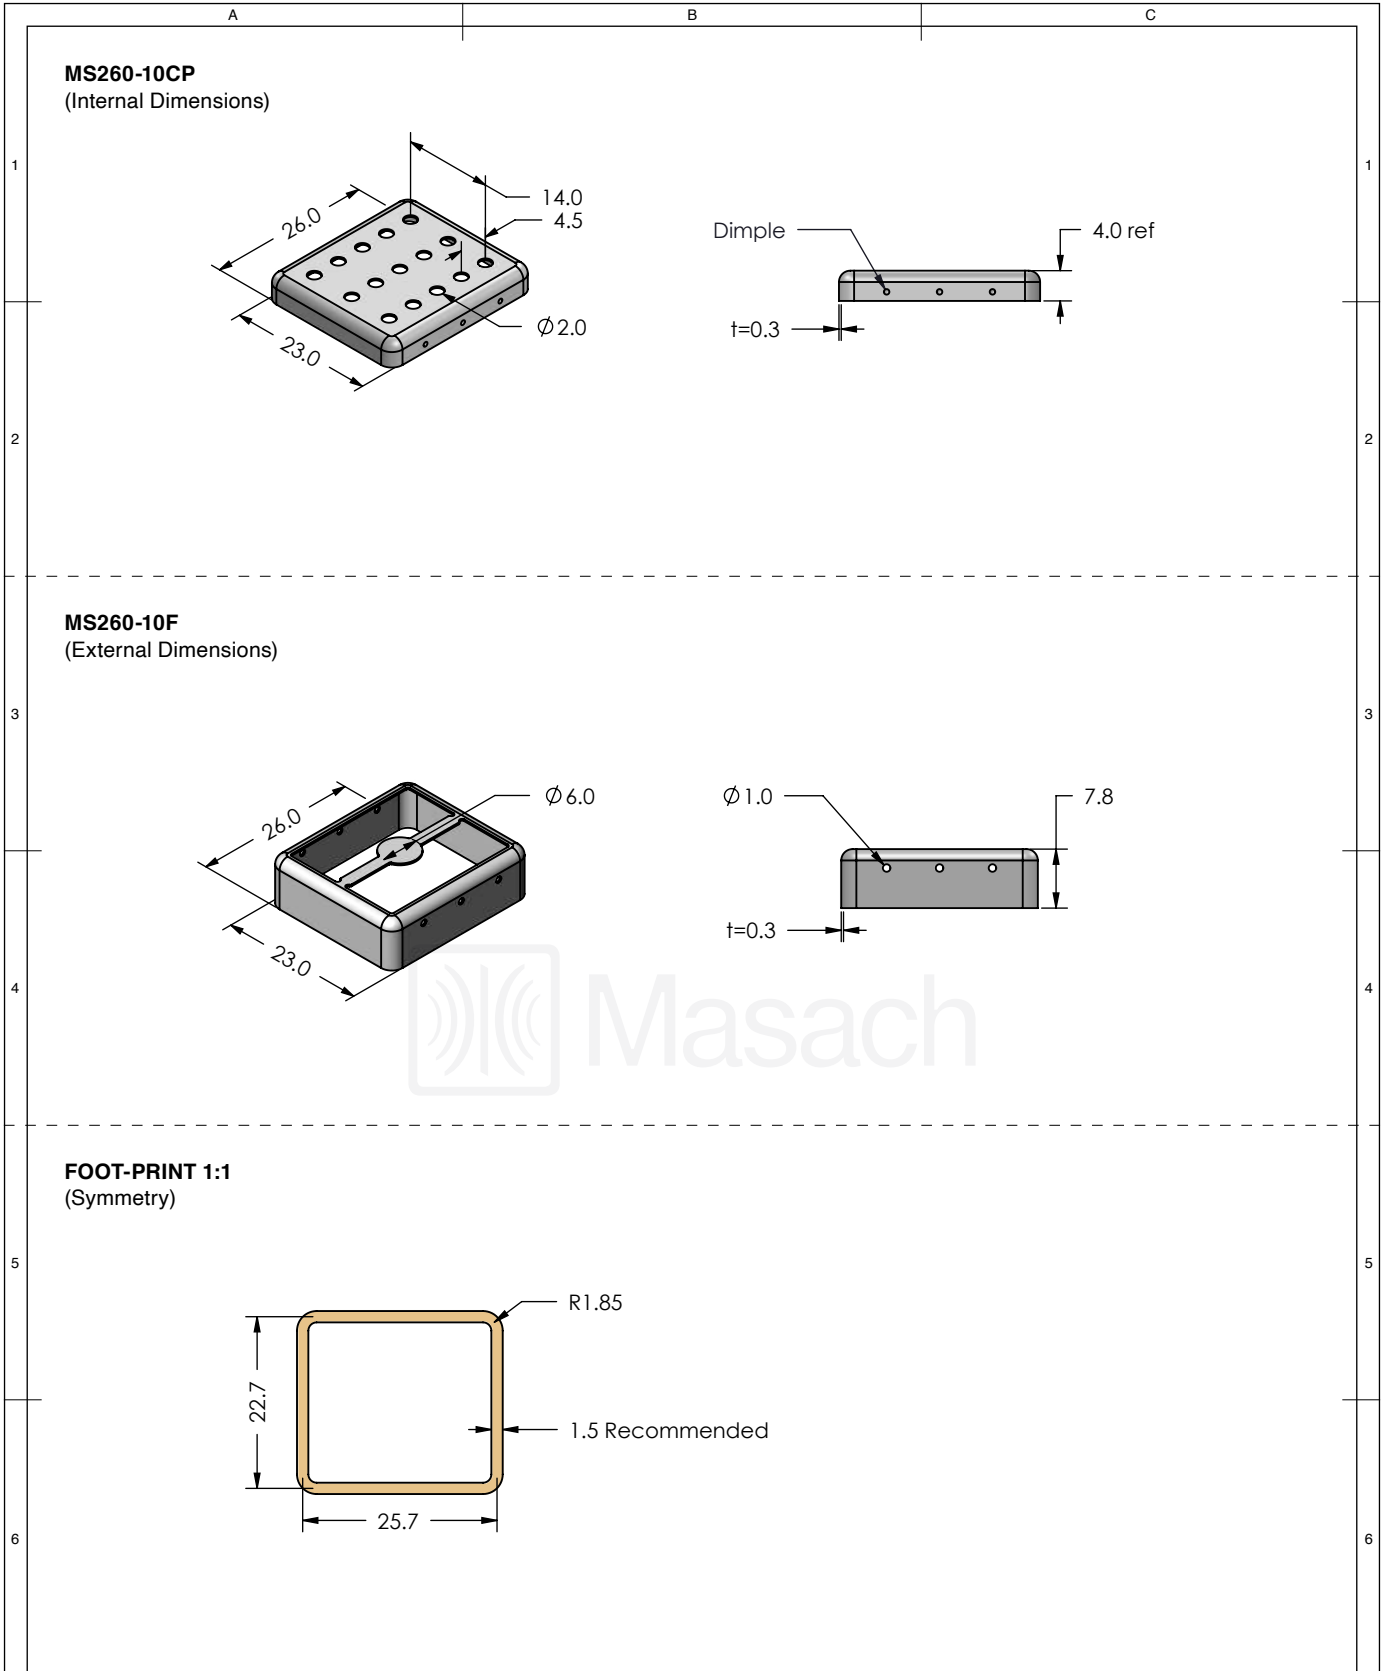 A B C
MS260-10CP
(Internal Dimensions)
1 1
14.0
26.0
4.5
Dimple
4.0 ref
∅2.0
t=0.3
23.0
2 2
MS260-10F
(External Dimensions)
3 3
∅6.0
∅1.0
7.8
26.0
t=0.3
23.0
4 4
Masach
FOOT-PRINT 1:1
(Symmetry)
5 5
R1.85
22.7
1.5 Recommended
25.7
6 6